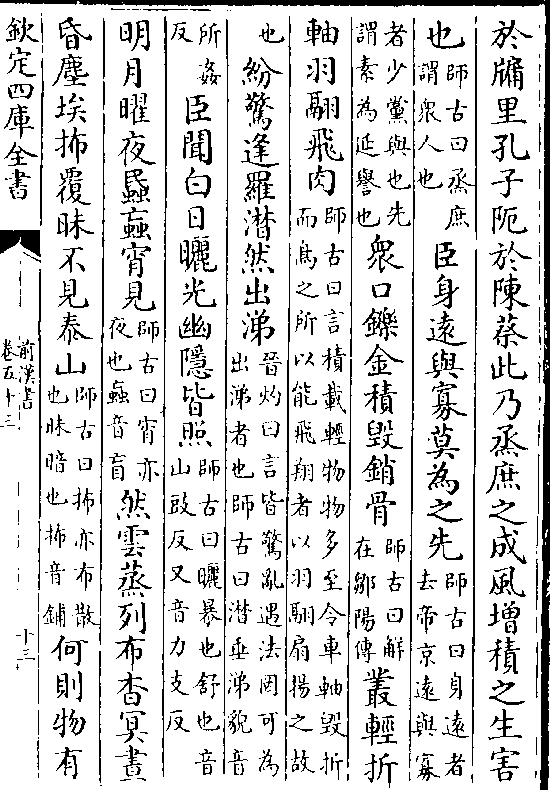 於牖里孔子阨於陳蔡此乃烝庶之成風增積之生害
也師古曰烝庶謂衆人也臣身遠與寡莫為之先師古曰身遠者去帝京遠與寡
者少黨與也先謂素為延譽也衆口鑠金積毀銷骨師古曰解在鄒陽傳叢輕折
軸羽翮飛肉師古曰言積載輕物物多至令車軸毀折而鳥之所以能飛翔者以羽翮扇揚之故
也紛驚逢羅潸然出涕晉灼曰言皆驚亂遇法罔可為出涕者也師古曰潸垂涕貌音
所姦反臣聞白日曬光幽隱皆照師古曰曬暴也舒也音山豉反又音力支反
明月曜夜蟁蝱宵見師古曰宵亦夜也蝱音盲然雲蒸列布杳冥晝
昏塵埃抪覆昧不見泰山師古曰抪亦布散也昧暗也抪音鋪何則物有
欽定四庫全書
前漢書
卷五十三
十三